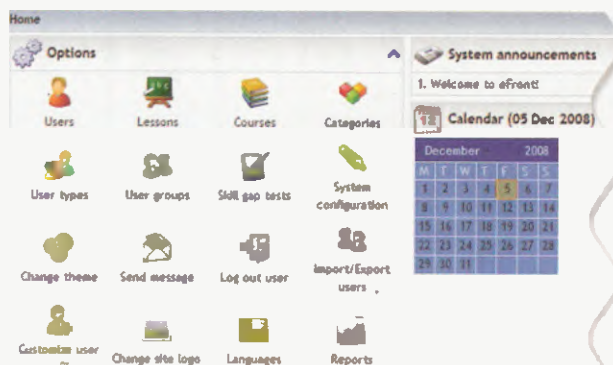 Home
Options
Users Lessons Courses Categories
User types User groups Skill gap tests System configuration
Change theme Send message Log out user Import/Export users
Customize user
Change site logo Languages Reports
System announcements
1. Welcome to efront!
Calendar (05 Dec 2008)
December 2008
M T W T F S S
1 2 3 4 5 6 7
8 9 10 11 12 13 14
15 16 17 18 19 20 21
22 23 24 25 26 27 28
29 30 31